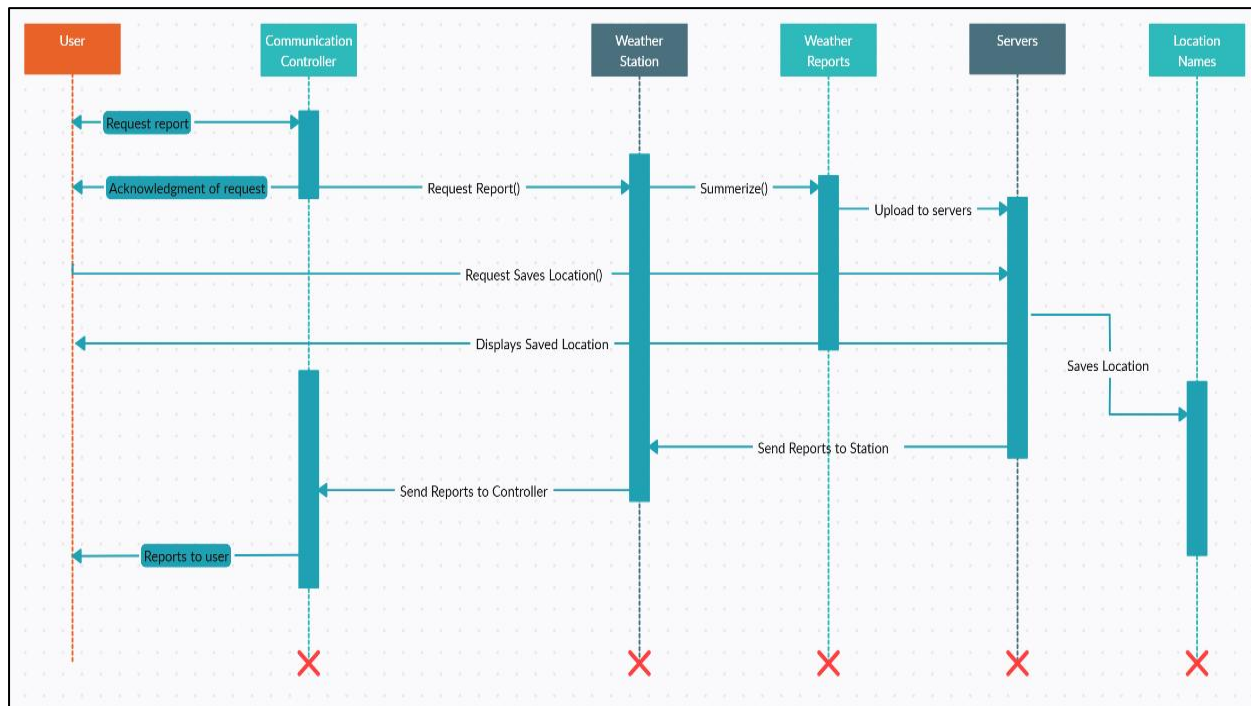 User
Communication
Controller
Weather
Station
Weather
Reports
Servers
Location
Names
Request report
Acknowledgment of request
Request Report()
Summerize()
Upload to servers
Request Saves Location()
Displays Saved Location
Saves Location
Send Reports to Station
Send Reports to Controller
Reports to user